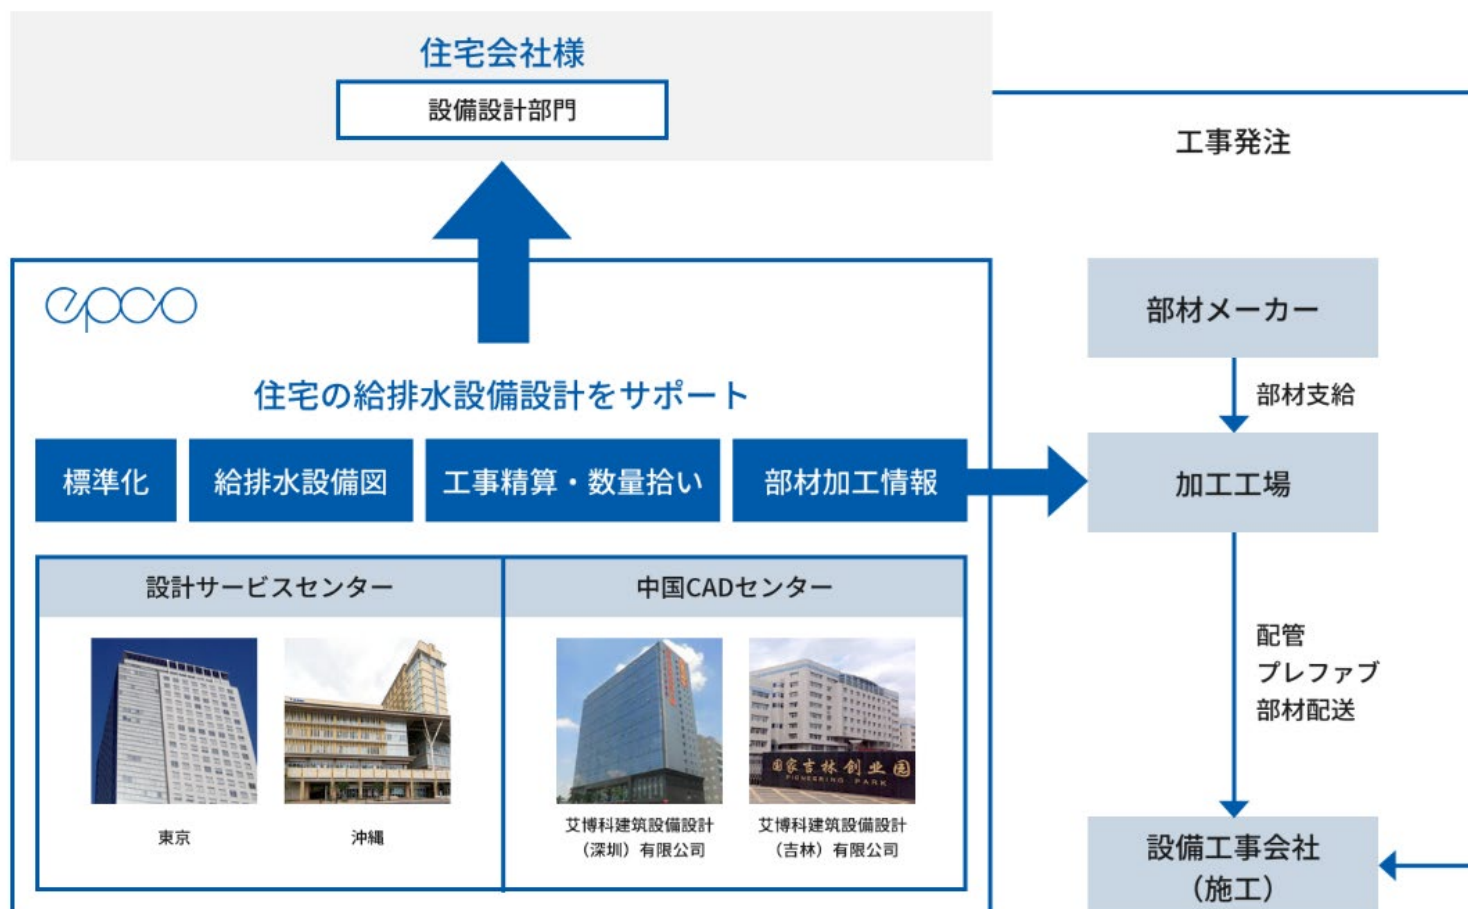 住宅会社様
設備設計部門
工事発注
epco
住宅の給排水設備設計をサポート
標準化
給排水設備図
工事精算・数量拾い
部材加工情報
設計サービスセンター
中国CADセンター
国家吉林创业园
PIONEERING PARK
東京
沖縄
艾博科建筑設備設計
（深圳）有限公司
艾博科建筑設備設計
（吉林）有限公司
部材メーカー
部材支給
加工工場
配管
プレファブ
部材配送
設備工事会社
（施工）